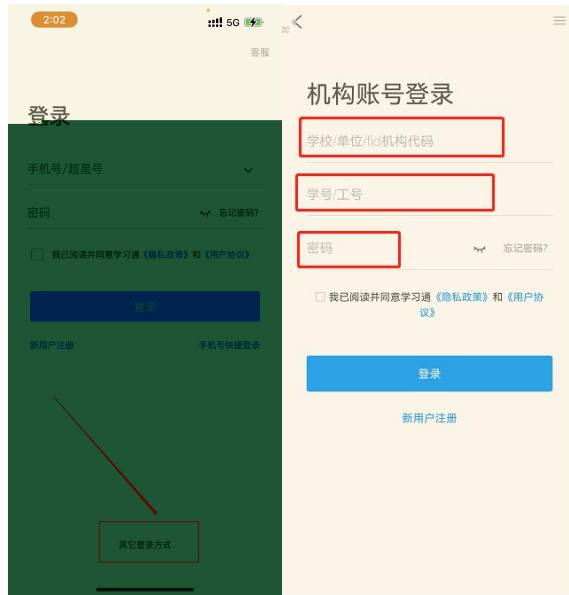 2:02
5G
客服
登录
手机号/超星号
密码
忘记密码?
我已阅读并同意学习通《隐私政策》和《用户协议》
登录
新用户注册
手机号快捷登录
其它登录方式
机构账号登录
学校/单位/fid机构代码
学号/工号
密码
忘记密码?
我已阅读并同意学习通《隐私政策》和《用户协
议》
登录
新用户注册